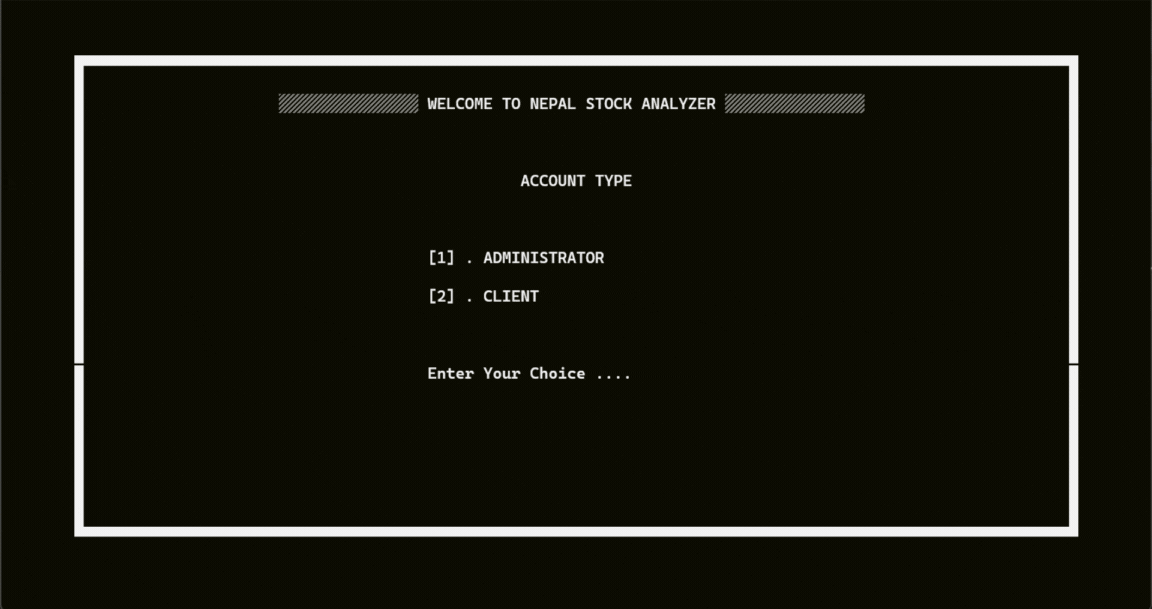 WELCOME TO NEPAL STOCK ANALYZER
ACCOUNT TYPE
[1] . ADMINISTRATOR
[2] . CLIENT
Enter Your Choice ....